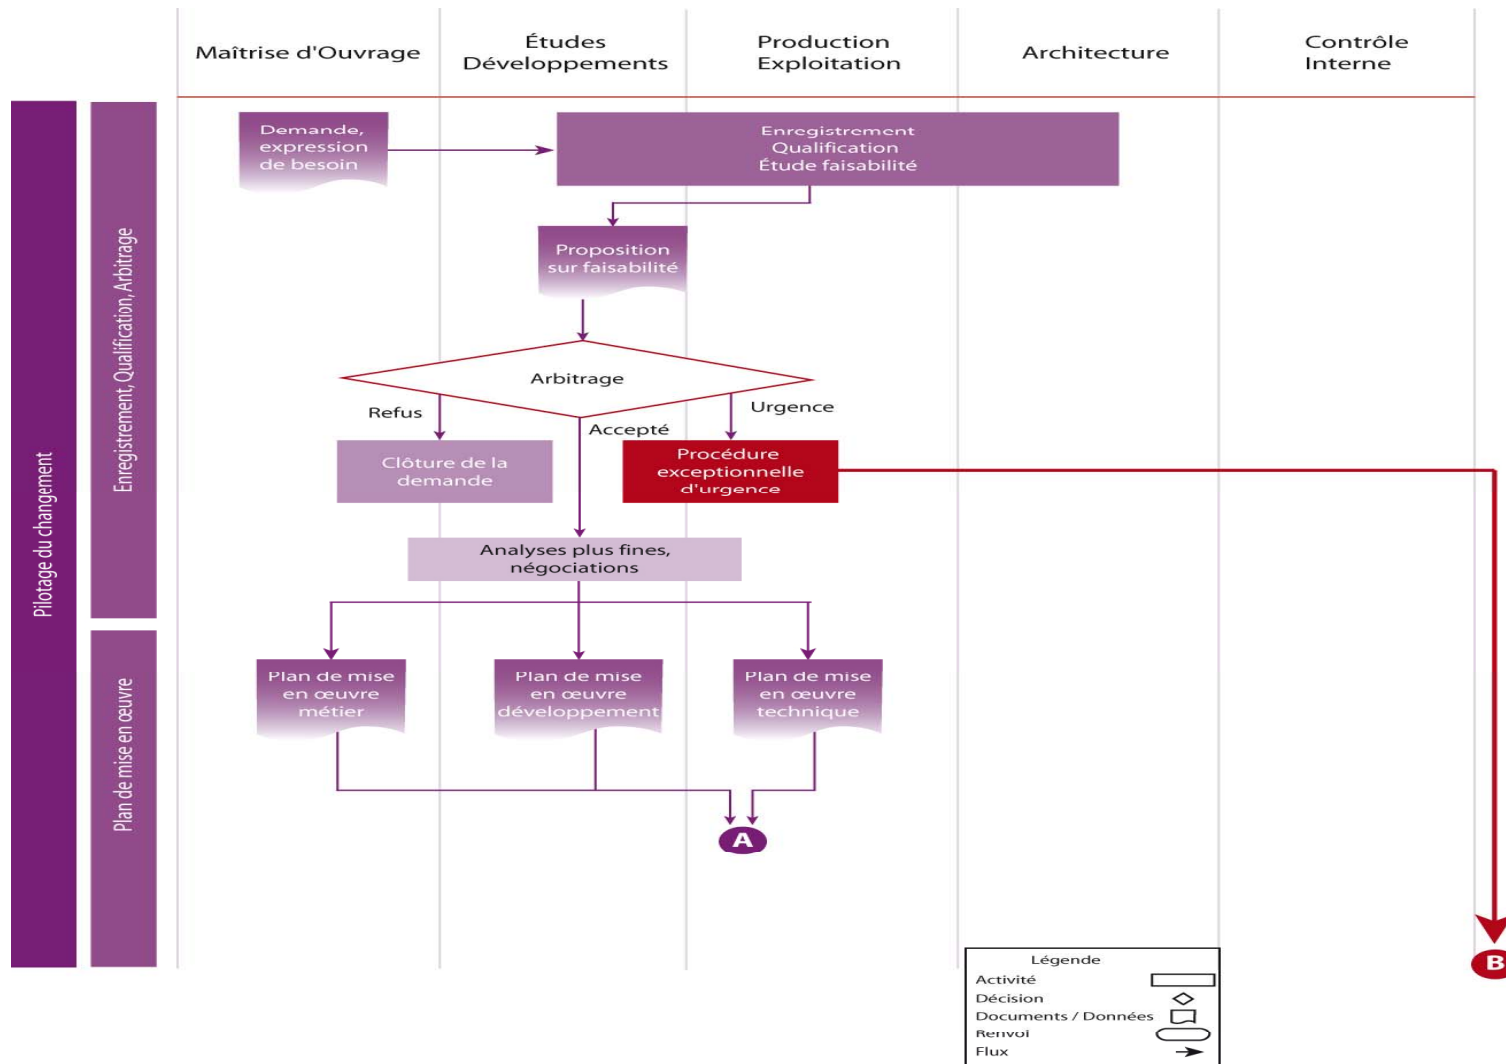 Maîtrise d'Ouvrage
Études
Développements
Production
Exploitation
Architecture
Contrôle
Interne
Pilotage du changement
Enregistrement, Qualification, Arbitrage
Plan de mise en œuvre
Demande,
expression
de besoin
Enregistrement
Qualification
Étude faisabilité
Proposition
sur faisabilité
Arbitrage
Refus
Accepté
Urgence
Clôture de la
demande
Procédure
exceptionnelle
d'urgence
Analyses plus fines,
négociations
Plan de mise
en œuvre
métier
Plan de mise
en œuvre
développement
Plan de mise
en œuvre
technique
A
B
Légende
Activité
Décision
Documents / Données
Renvoi
Flux